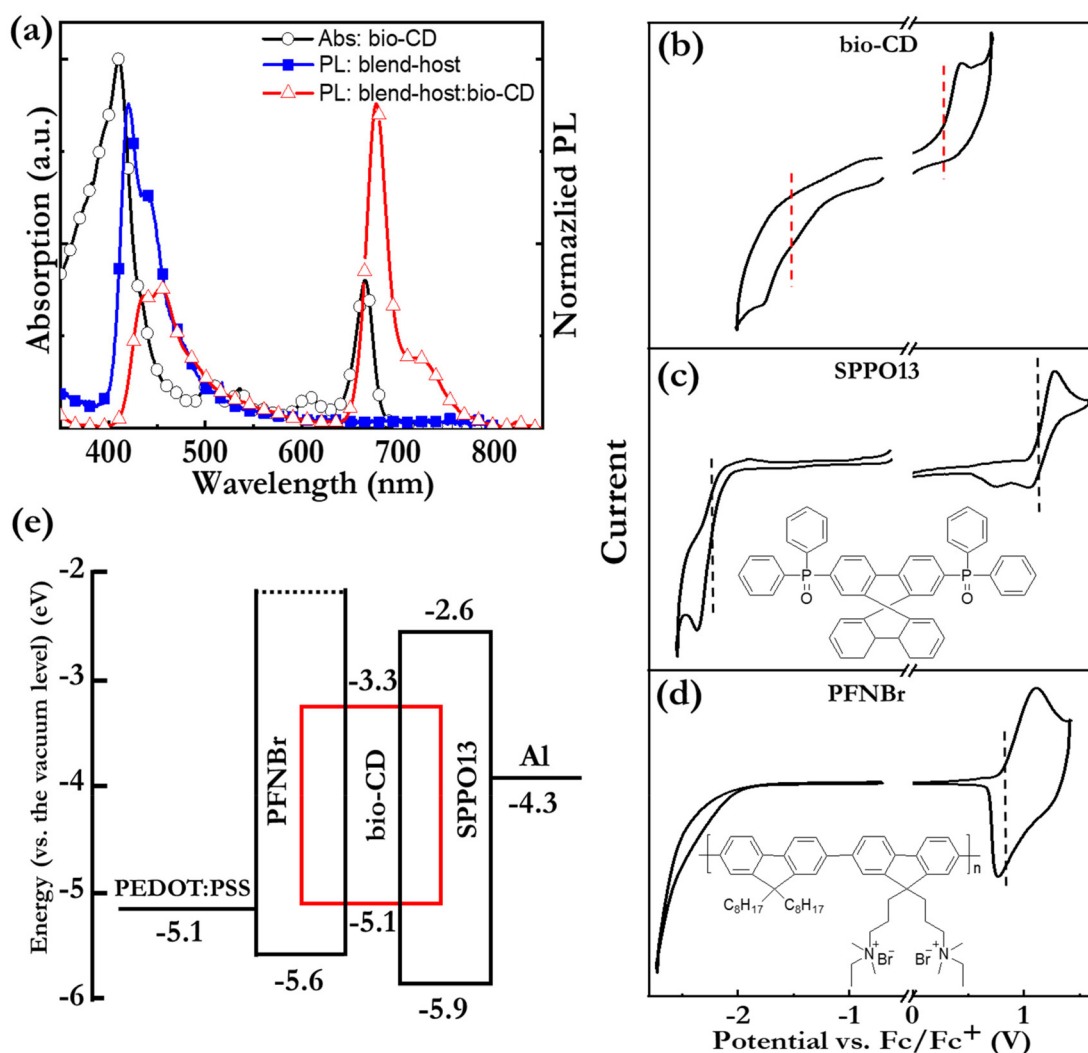 (a)
Abs: bio-CD
PL: blend-host
PL: blend-host:bio-CD
Absorption (a.u.)
Normazlied PL
400 500 600 700 800
Wavelength (nm)
(b)
bio-CD
(c)
SPPO13
P P
O O
(d)
PFNBr
n
C8H17 C8H17
N+ Br− Br− N+
Current
-2 -1 0 1
Potential vs. Fc/Fc+ (V)
(e)
Energy (vs. the vacuum level) (eV)
-2
-3
-4
-5
-6
-2.6
-3.3
PFNBr
bio-CD
SPPO13
Al
-4.3
PEDOT:PSS
-5.1
-5.1
-5.6
-5.9